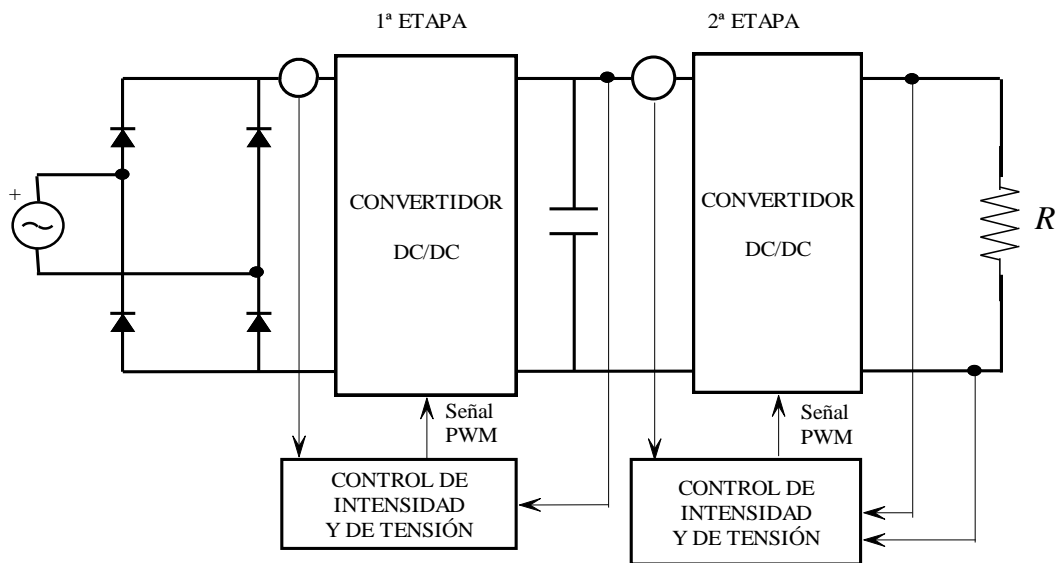 1ª ETAPA
2ª ETAPA
+
CONVERTIDOR
DC/DC
CONVERTIDOR
DC/DC
R
Señal
PWM
Señal
PWM
CONTROL DE
INTENSIDAD
Y DE TENSIÓN
CONTROL DE
INTENSIDAD
Y DE TENSIÓN